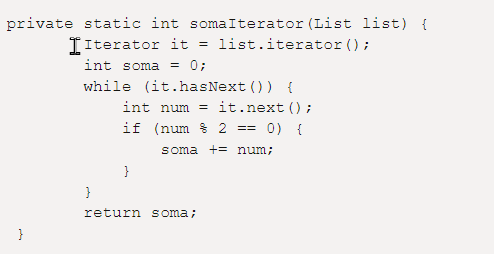 private static int somaIterator(List list) {
Iterator it = list.iterator();
int soma = 0;
while (it.hasNext()) {
int num = it.next();
if (num % 2 == 0) {
soma += num;
}
}
return soma;
}